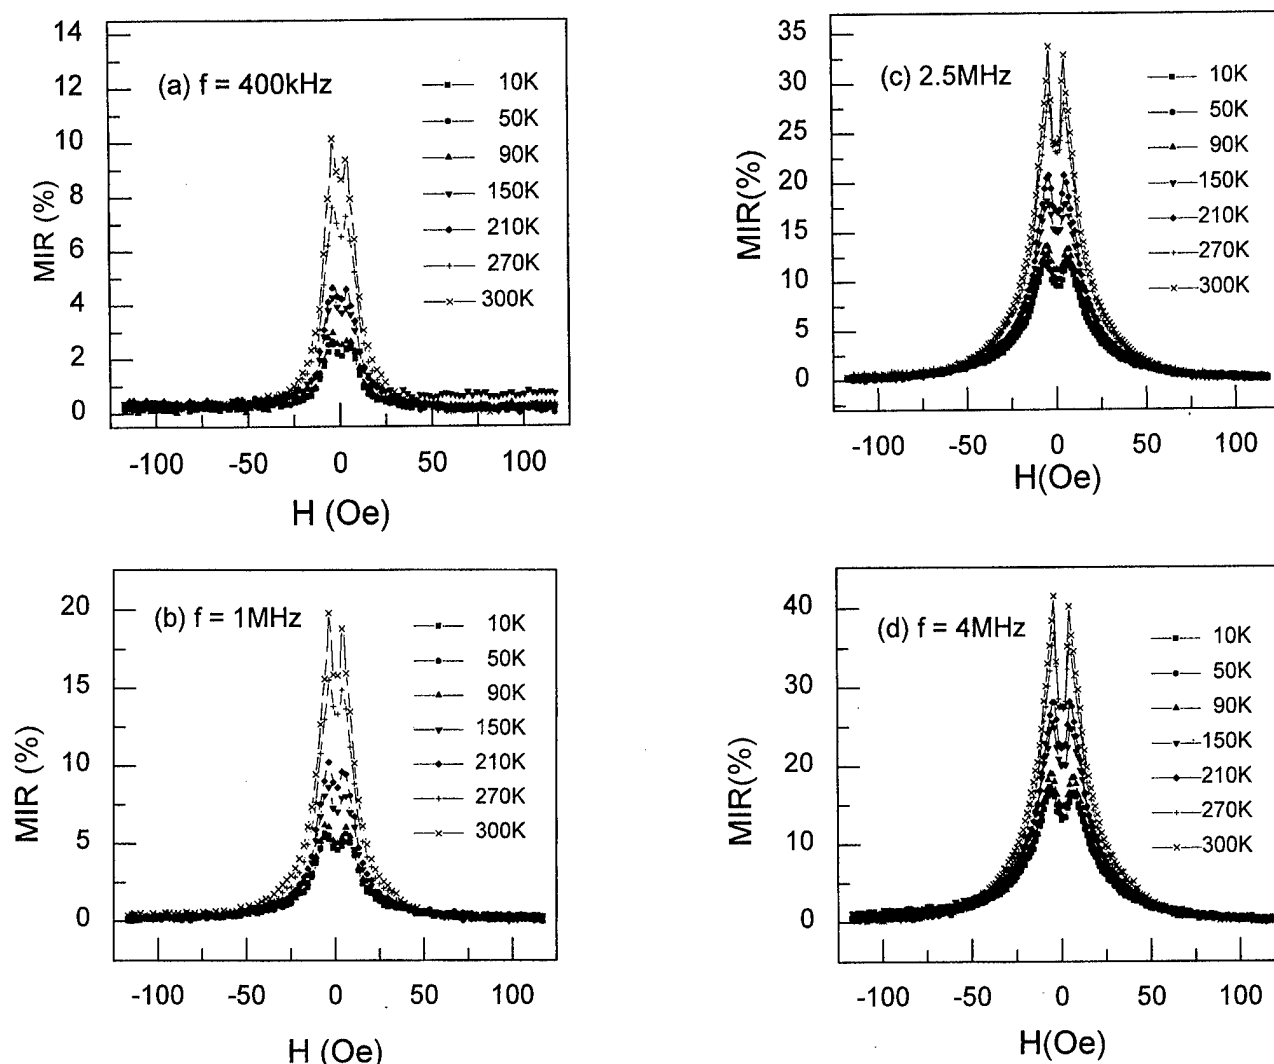 14
12
10
8
6
4
2
0
MIR (%)
(a) f = 400kHz
10K
50K
90K
150K
210K
270K
300K
-100 -50 0 50 100
H (Oe)
35
30
25
20
15
10
5
0
MIR(%)
(c) 2.5MHz
10K
50K
90K
150K
210K
270K
300K
-100 -50 0 50 100
H(Oe)
20
15
10
5
0
MIR (%)
(b) f = 1MHz
10K
50K
90K
150K
210K
270K
300K
-100 -50 0 50 100
H (Oe)
40
30
20
10
0
MIR(%)
(d) f = 4MHz
10K
50K
90K
150K
210K
270K
300K
-100 -50 0 50 100
H(Oe)